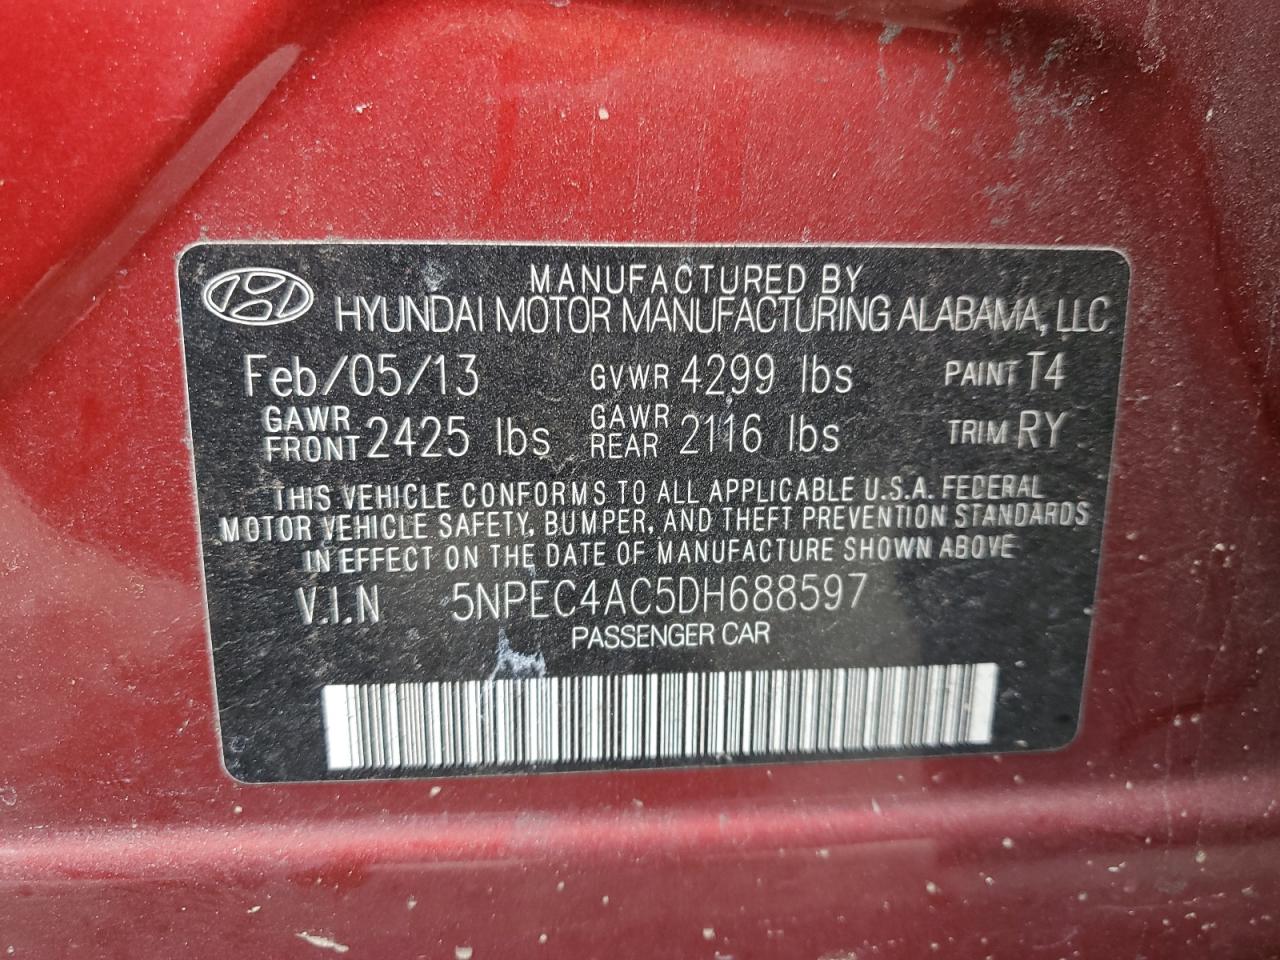 MANUFACTURED BY
HYUNDAI MOTOR MANUFACTURING ALABAMA, LLC
Feb/05/13 GVWR 4299 lbs PAINT T4
GAWR FRONT 2425 lbs GAWR REAR 2116 lbs TRIM RY
THIS VEHICLE CONFORMS TO ALL APPLICABLE U.S.A. FEDERAL
MOTOR VEHICLE SAFETY, BUMPER, AND THEFT PREVENTION STANDARDS
IN EFFECT ON THE DATE OF MANUFACTURE SHOWN ABOVE
V.I.N 5NPEC4AC5DH688597
PASSENGER CAR